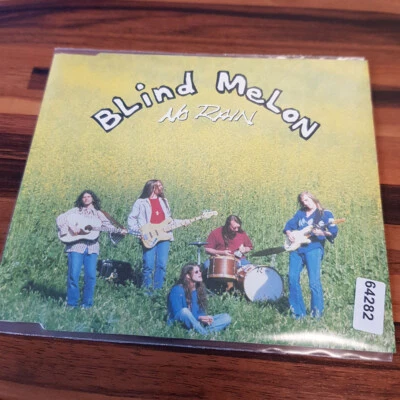 BLind MeLoN
No RAIN
64282